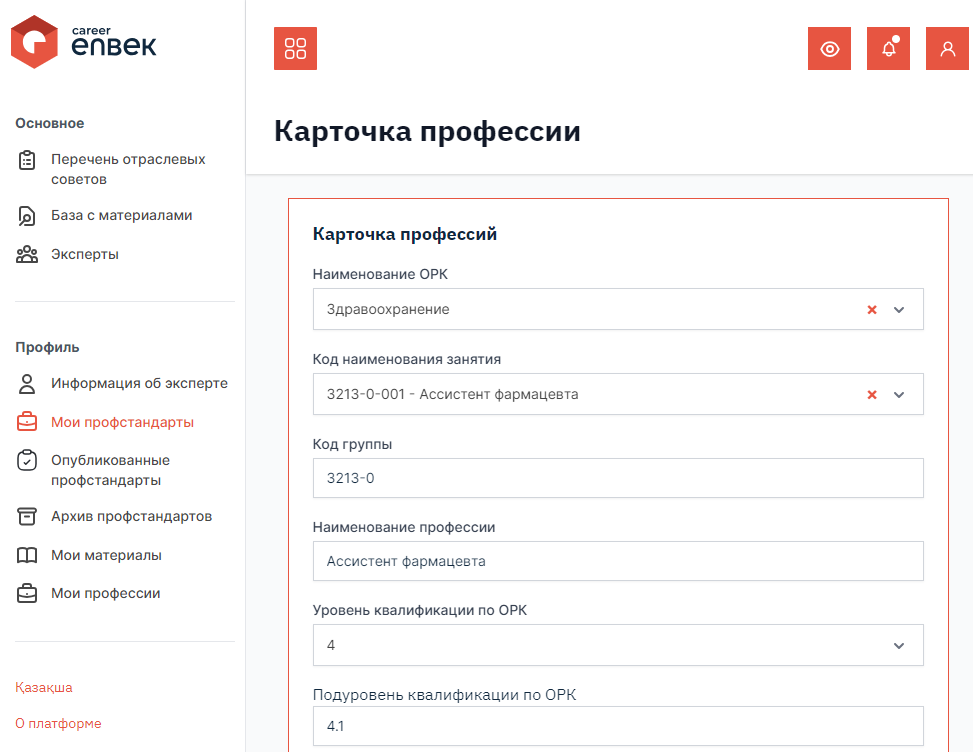 career
enbek
Основное
Перечень отраслевых
советов
База с материалами
Эксперты
Профиль
Информация об эксперте
Мои профстандарты
Опубликованные
профстандарты
Архив профстандартов
Мои материалы
Мои профессии
Қазақша
О платформе
Карточка профессии
Карточка профессий
Наименование ОРК
Здравоохранение
Код наименования занятия
3213-0-001 - Ассистент фармацевта
Код группы
3213-0
Наименование профессии
Ассистент фармацевта
Уровень квалификации по ОРК
4
Подуровень квалификации по ОРК
4.1